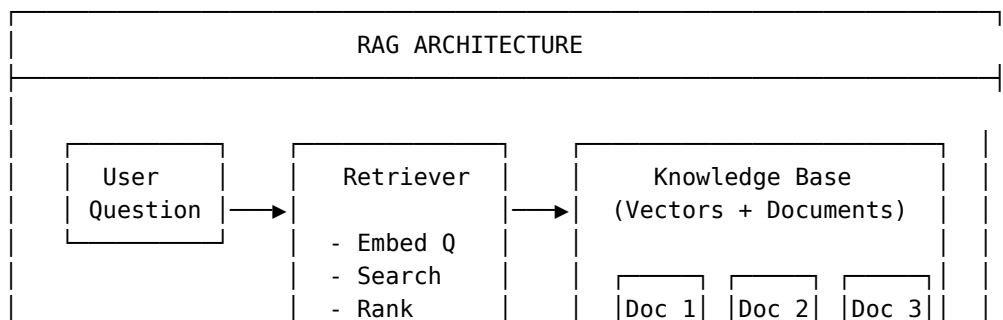 RAG ARCHITECTURE
User Retriever Knowledge Base
Question (Vectors + Documents)
- Embed Q
- Search
- Rank Doc 1 Doc 2 Doc 3